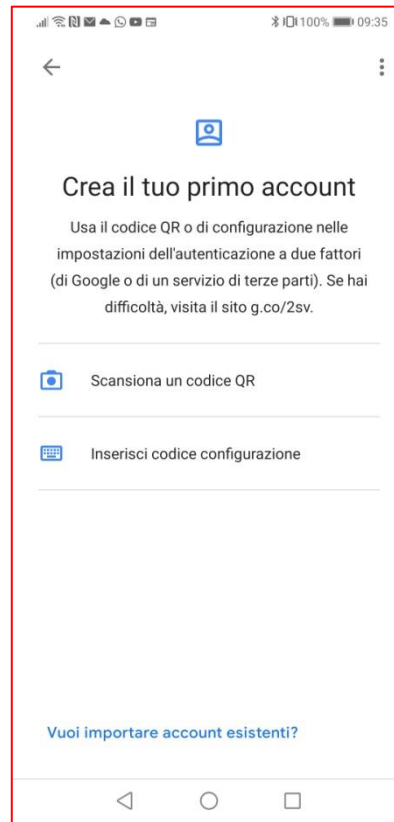 100% 09:35
Crea il tuo primo account
Usa il codice QR o di configurazione nelle
impostazioni dell'autenticazione a due fattori
(di Google o di un servizio di terze parti). Se hai
difficoltà, visita il sito g.co/2sv.
Scansiona un codice QR
Inserisci codice configurazione
Vuoi importare account esistenti?